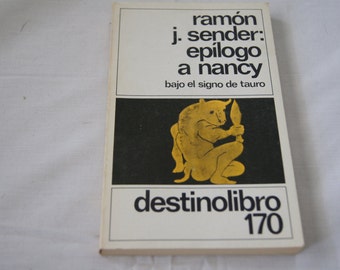 ramón
j. sender:
epílogo
a nancy
bajo el signo de tauro
destinolibro
170